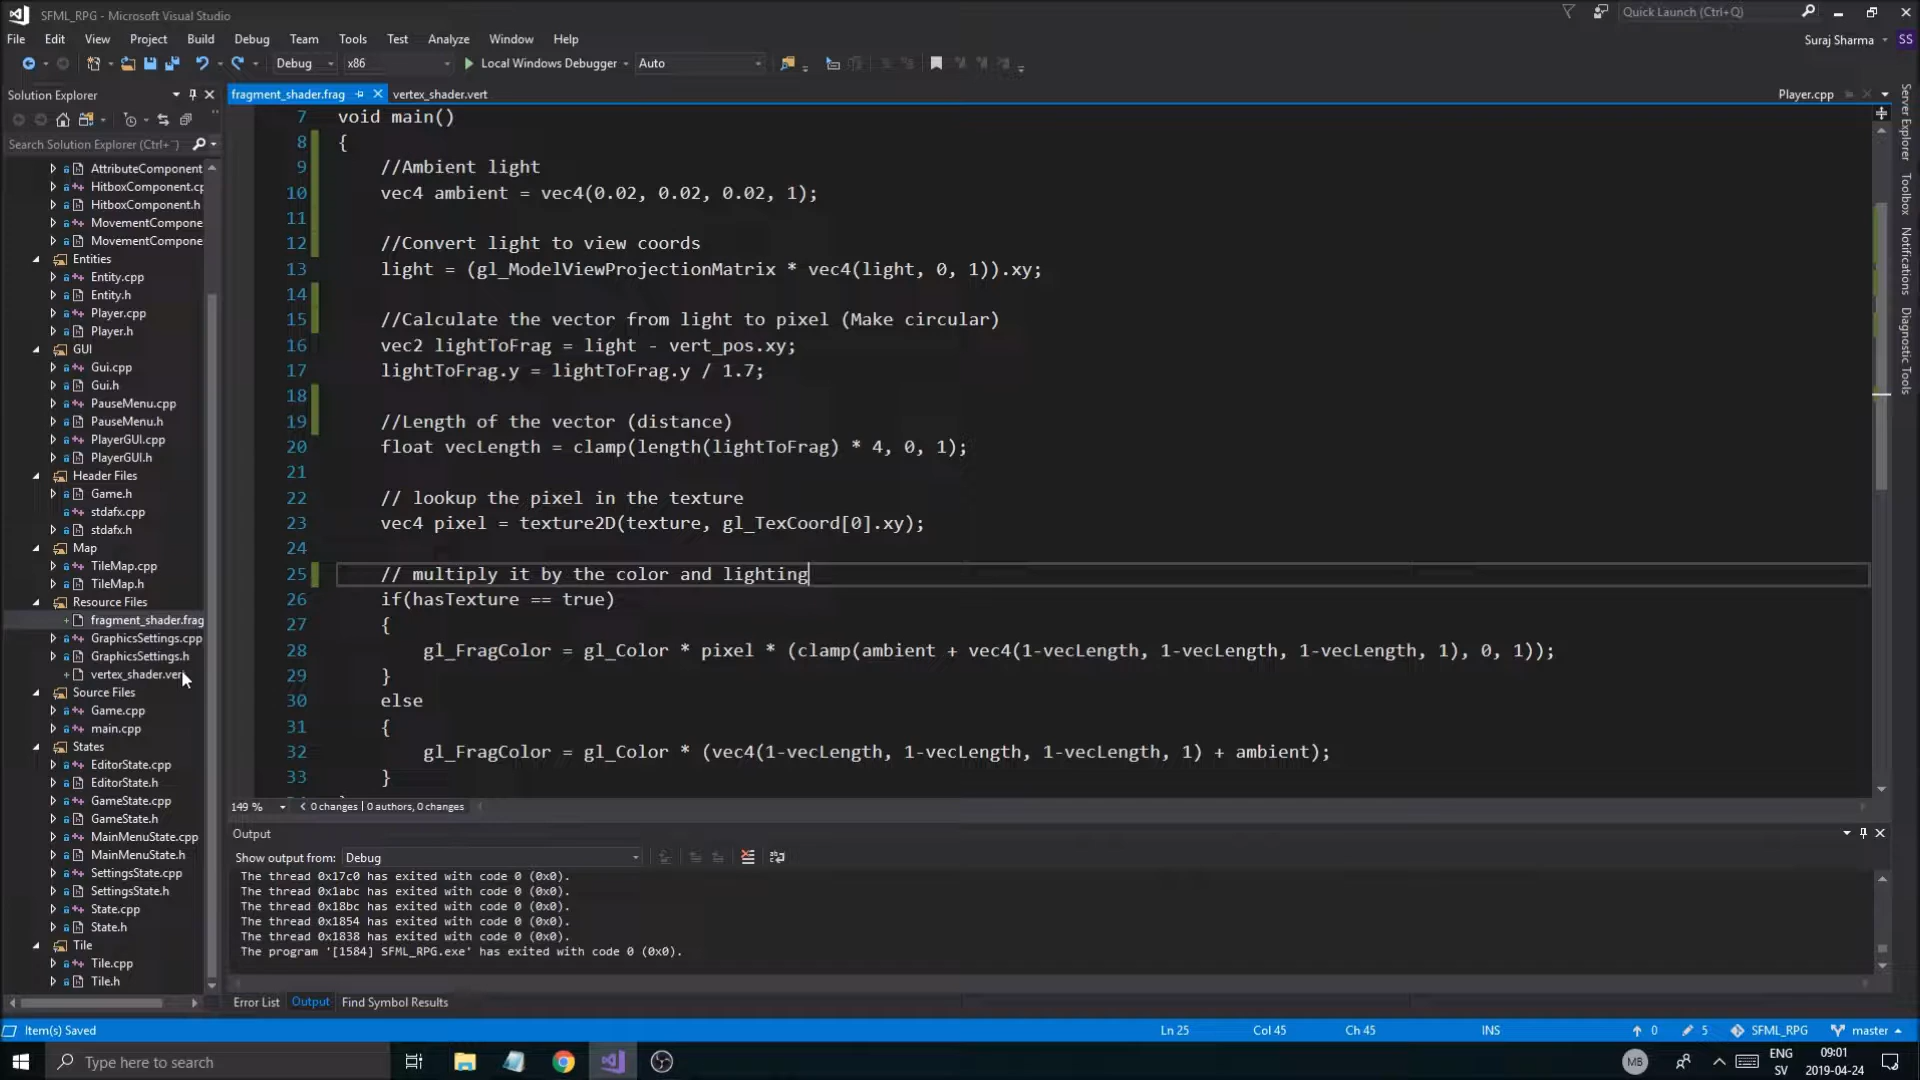 SFML_RPG - Microsoft Visual Studio
Quick Launch (Ctrl+Q)
File Edit View Project Build Debug Team Tools Test Analyze Window Help
Suraj Sharma SS
Debug x86 Local Windows Debugger Auto
Solution Explorer
fragment_shader.frag vertex_shader.vert Player.cpp
Search Solution Explorer (Ctrl+
AttributeComponent
HitboxComponent.cp
HitboxComponent.h
MovementCompone
MovementCompone
Entities
Entity.cpp
Entity.h
Player.cpp
Player.h
GUI
Gui.cpp
Gui.h
PauseMenu.cpp
PauseMenu.h
PlayerGUI.cpp
PlayerGUI.h
Header Files
Game.h
stdafx.cpp
stdafx.h
Map
TileMap.cpp
TileMap.h
Resource Files
fragment_shader.frag
GraphicsSettings.cpp
GraphicsSettings.h
vertex_shader.ver
Source Files
Game.cpp
main.cpp
States
EditorState.cpp
EditorState.h
GameState.cpp
GameState.h
MainMenuState.cpp
MainMenuState.h
SettingsState.cpp
SettingsState.h
State.cpp
State.h
Tile
Tile.cpp
Tile.h
7 void main()
8 {
9 //Ambient light
10 vec4 ambient = vec4(0.02, 0.02, 0.02, 1);
11
12 //Convert light to view coords
13 light = (gl_ModelViewProjectionMatrix * vec4(light, 0, 1)).xy;
14
15 //Calculate the vector from light to pixel (Make circular)
16 vec2 lightToFrag = light - vert_pos.xy;
17 lightToFrag.y = lightToFrag.y / 1.7;
18
19 //Length of the vector (distance)
20 float vecLength = clamp(length(lightToFrag) * 4, 0, 1);
21
22 // lookup the pixel in the texture
23 vec4 pixel = texture2D(texture, gl_TexCoord[0].xy);
24
25 // multiply it by the color and lighting
26 if(hasTexture == true)
27 {
28 gl_FragColor = gl_Color * pixel * (clamp(ambient + vec4(1-vecLength, 1-vecLength, 1-vecLength, 1), 0, 1));
29 }
30 else
31 {
32 gl_FragColor = gl_Color * (vec4(1-vecLength, 1-vecLength, 1-vecLength, 1) + ambient);
33 }
149 % 0 changes | 0 authors, 0 changes
Output
Show output from: Debug
The thread 0x17c0 has exited with code 0 (0x0).
The thread 0x1abc has exited with code 0 (0x0).
The thread 0x18bc has exited with code 0 (0x0).
The thread 0x1854 has exited with code 0 (0x0).
The thread 0x1838 has exited with code 0 (0x0).
The program '[1584] SFML_RPG.exe' has exited with code 0 (0x0).
Error List Output Find Symbol Results
Server Explorer
Toolbox
Notifications
Diagnostic Tools
Item(s) Saved Ln 25 Col 45 Ch 45 INS 0 5 SFML_RPG master
Type here to search
MB
ENG
SV
09:01
2019-04-24